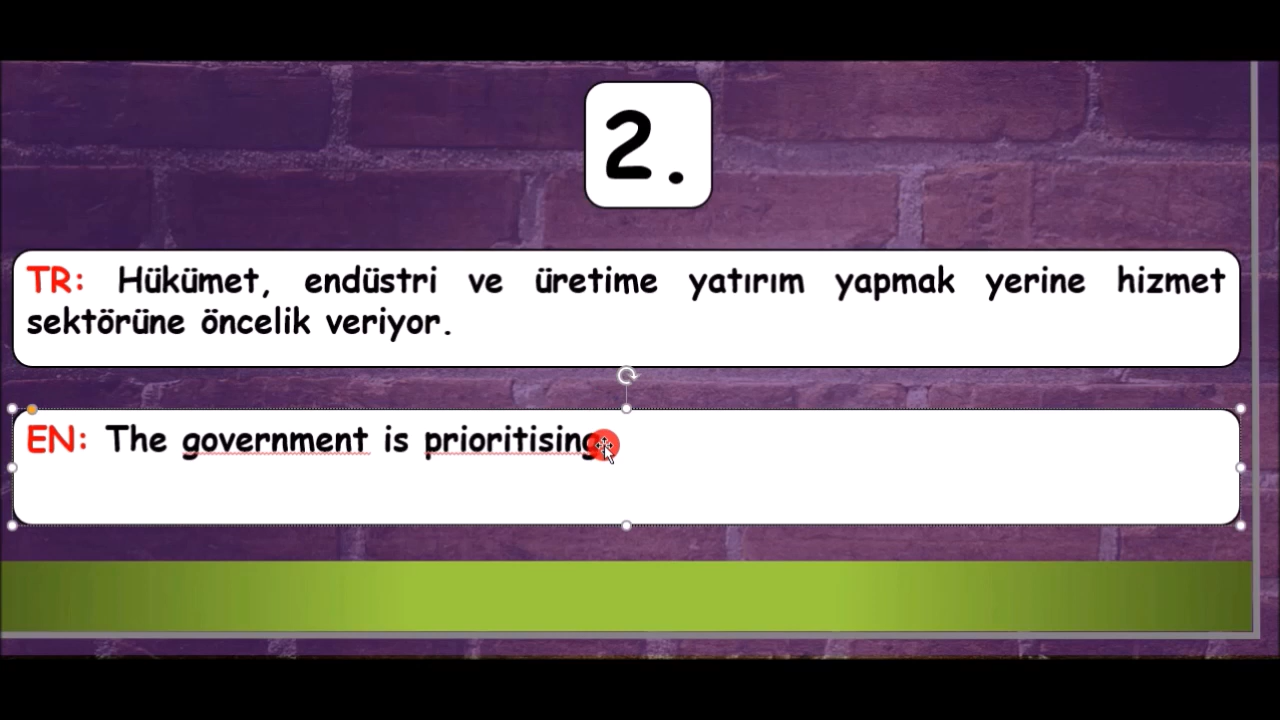 2.
TR: Hükümet, endüstri ve üretime yatırım yapmak yerine hizmet
sektörüne öncelik veriyor.
EN: The government is prioritising